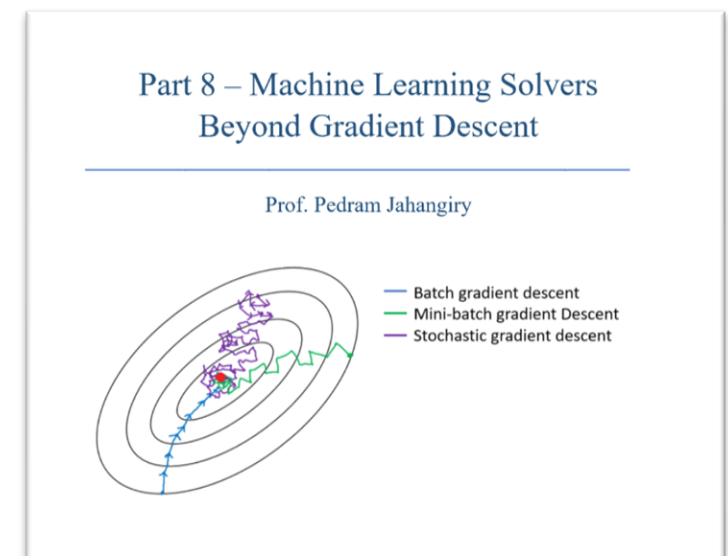 Part 8 – Machine Learning Solvers
Beyond Gradient Descent
Prof. Pedram Jahangiry
Batch gradient descent
Mini-batch gradient Descent
Stochastic gradient descent